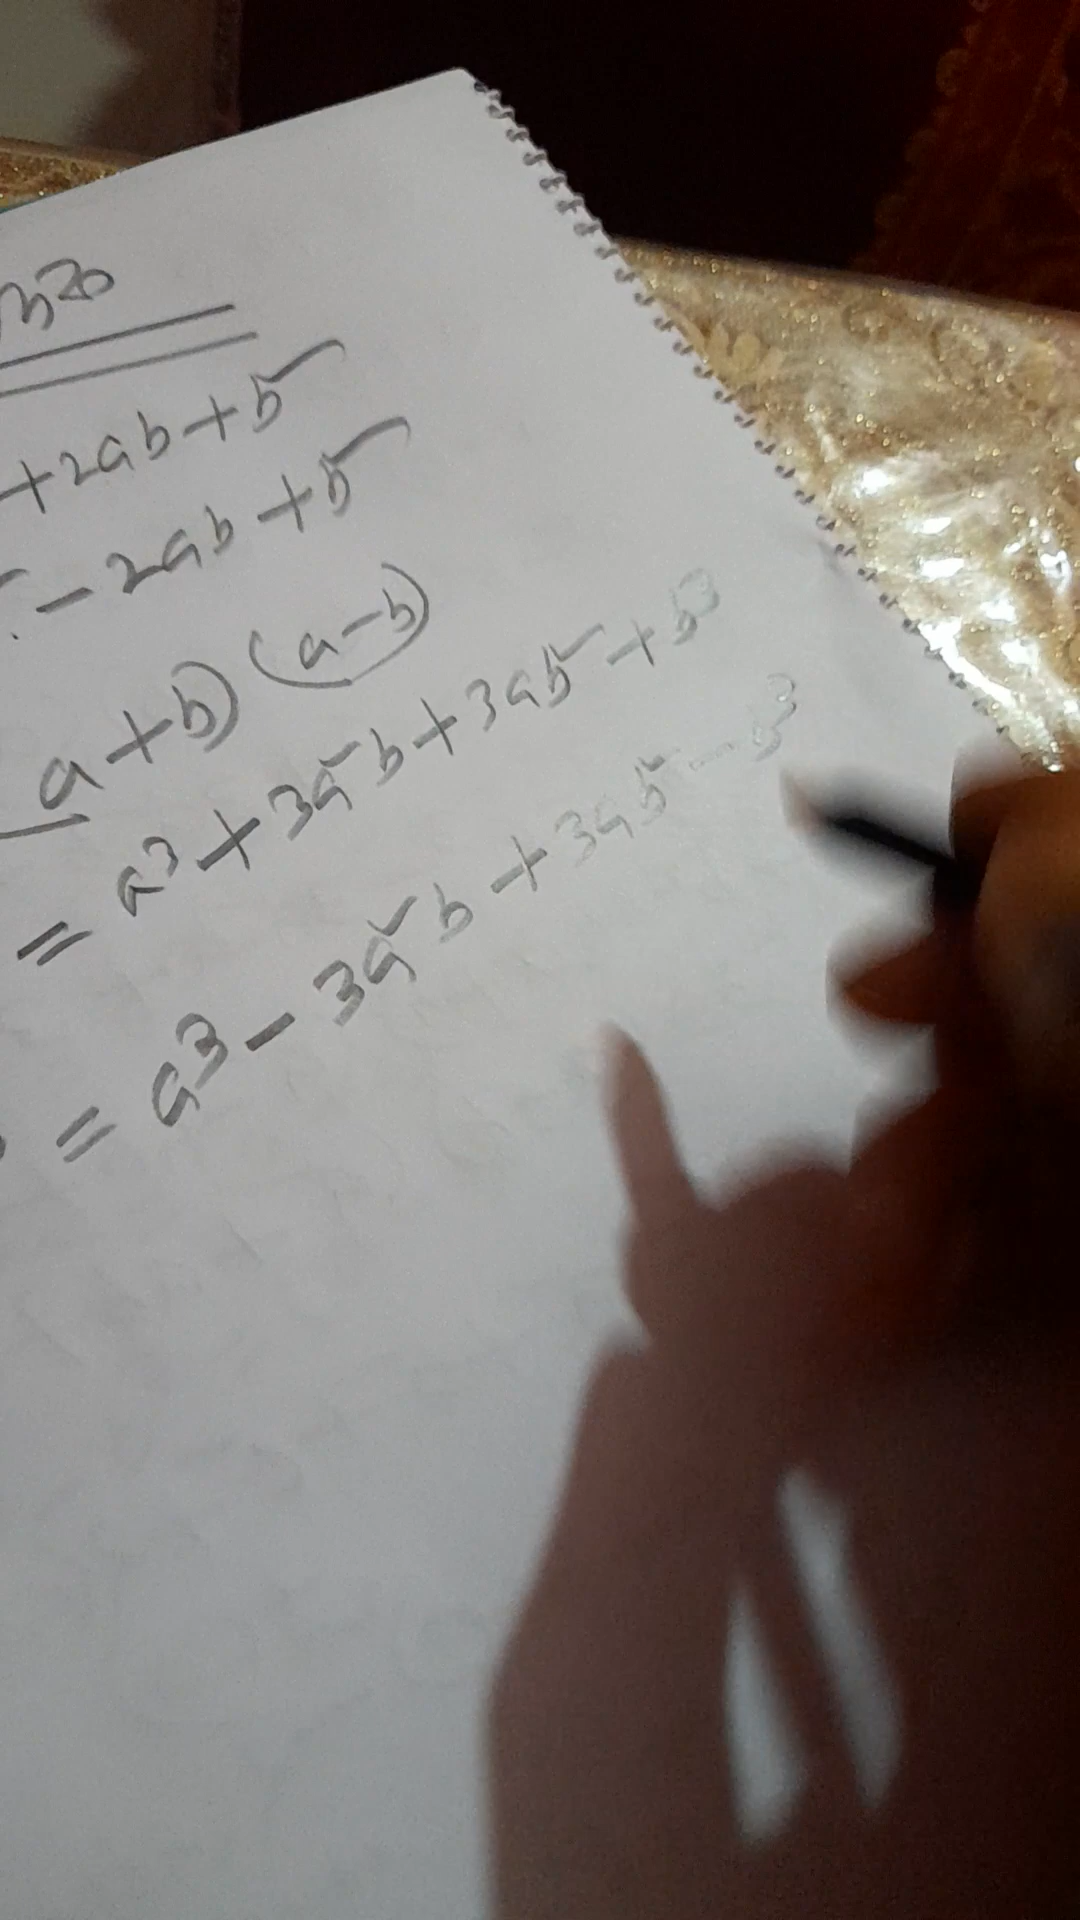 +2ab+b²
-2ab+b²
a+b) (a-b)
= a³+3a²b+3ab²+b³
= a³-3a²b+3ab²-b³